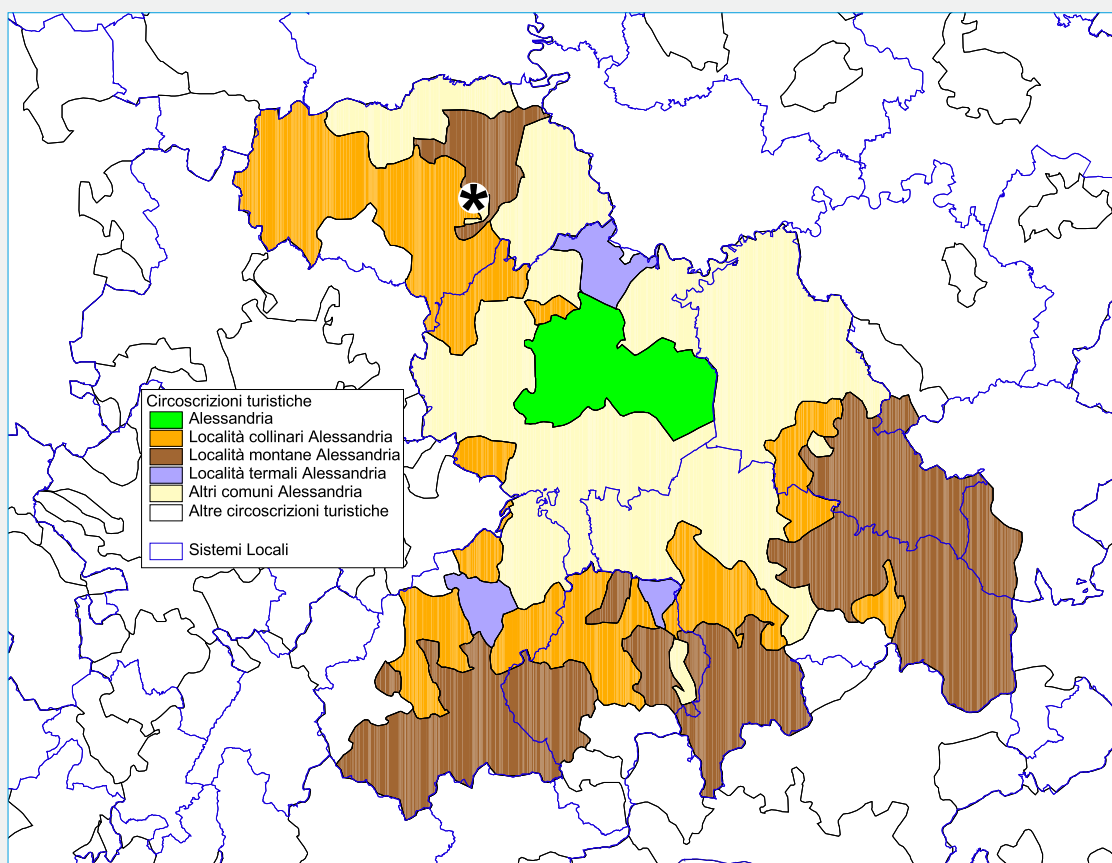 Circoscrizioni turistiche
Alessandria
Località collinari Alessandria
Località montane Alessandria
Località termali Alessandria
Altri comuni Alessandria
Altre circoscrizioni turistiche
Sistemi Locali
*